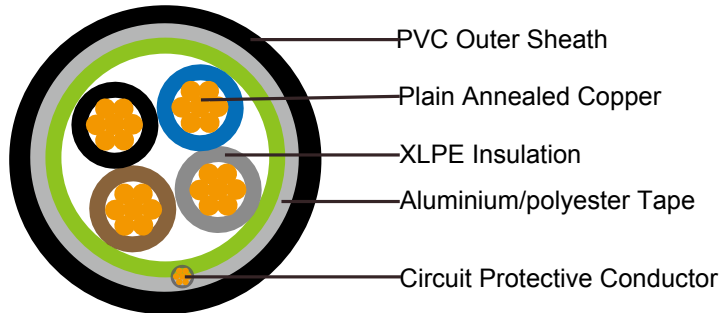 PVC Outer Sheath
Plain Annealed Copper
XLPE Insulation
Aluminium/polyester Tape
Circuit Protective Conductor